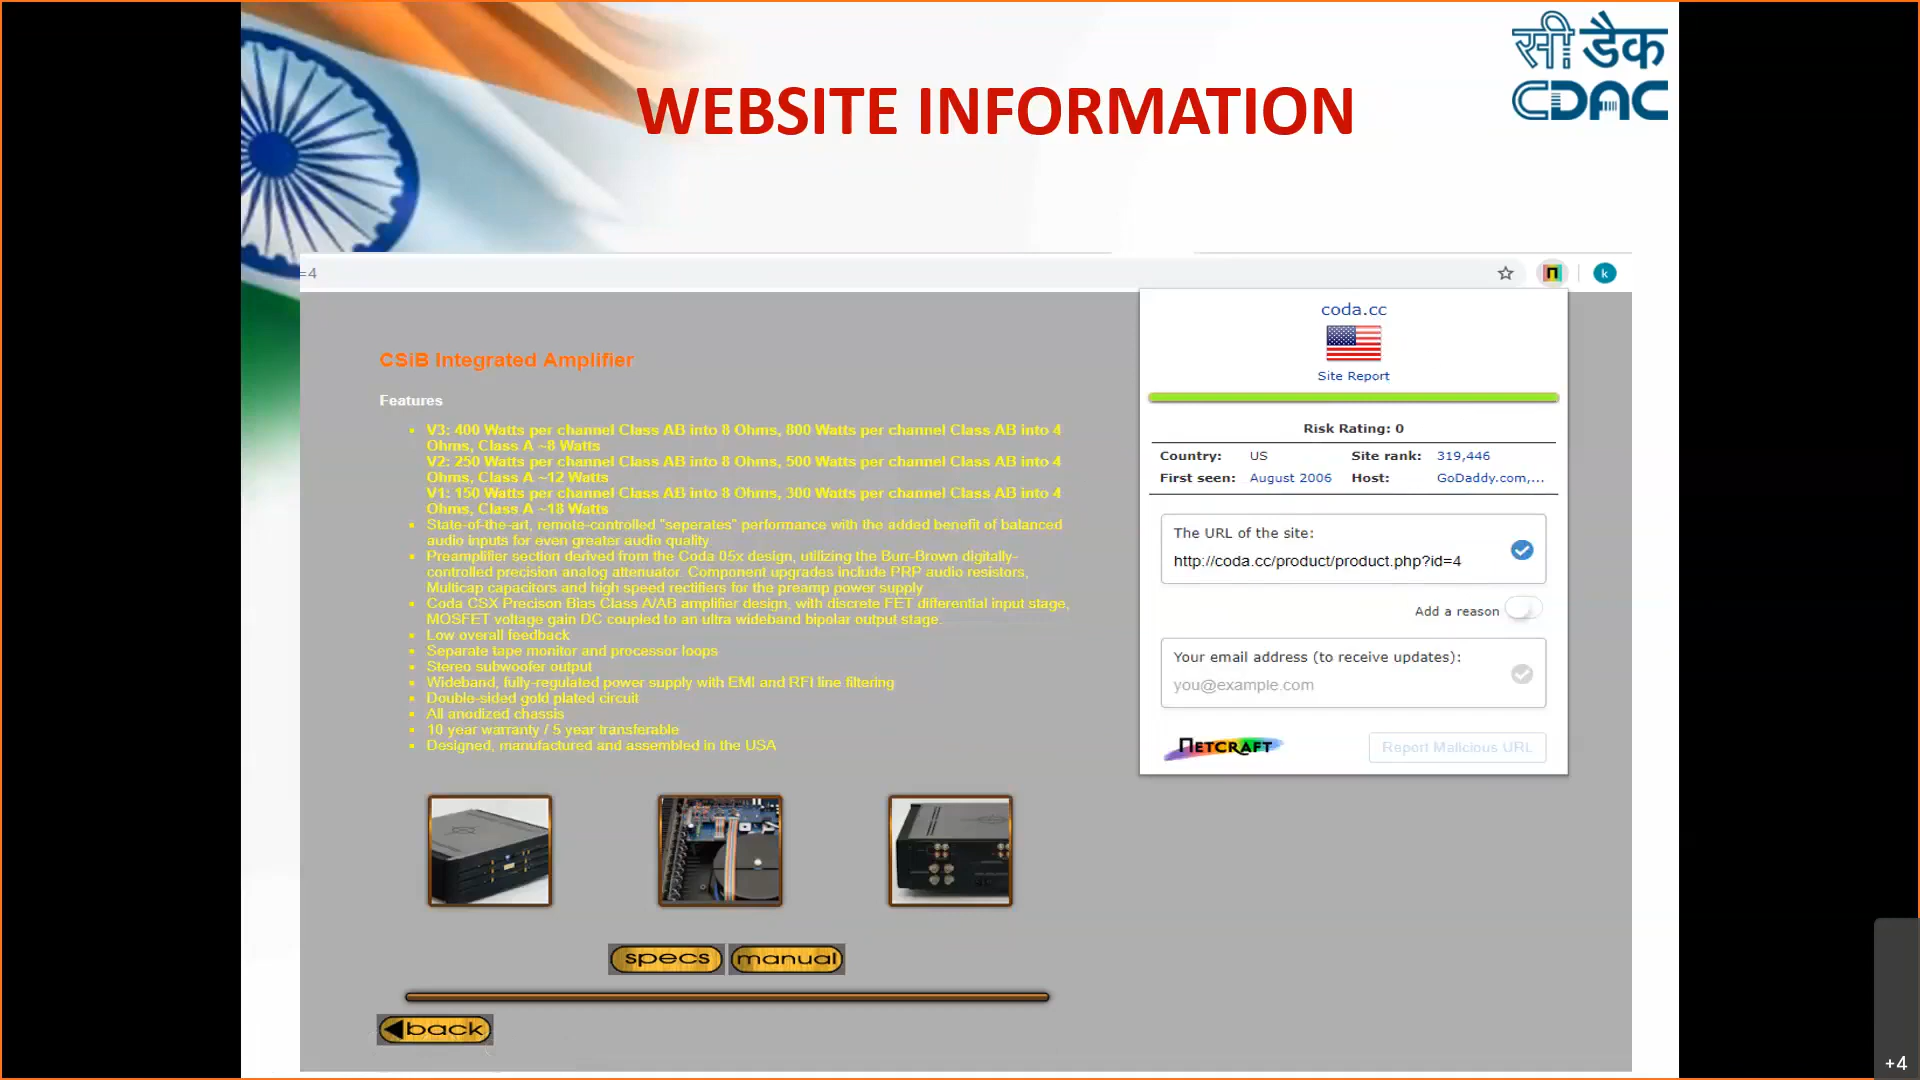 सी डैक
CDAC
WEBSITE INFORMATION
=4
k
coda.cc
Site Report
Risk Rating: 0
Country: US Site rank: 319,446
First seen: August 2006 Host: GoDaddy.com,...
The URL of the site:
http://coda.cc/product/product.php?id=4
Add a reason
Your email address (to receive updates):
you@example.com
NETCRAFT
Report Malicious URL
CSiB Integrated Amplifier
Features
V3: 400 Watts per channel Class AB into 8 Ohms, 800 Watts per channel Class AB into 4
Ohms, Class A ~8 Watts
V2: 250 Watts per channel Class AB into 8 Ohms, 500 Watts per channel Class AB into 4
Ohms, Class A ~12 Watts
V1: 150 Watts per channel Class AB into 8 Ohms, 300 Watts per channel Class AB into 4
Ohms, Class A ~18 Watts
State-of-the-art, remote-controlled "seperates" performance with the added benefit of balanced
audio inputs for even greater audio quality.
Preamplifier section derived from the Coda 05x design, utilizing the Burr-Brown digitally-
controlled precision analog attenuator. Component upgrades include PRP audio resistors,
Multicap capacitors and high speed rectifiers for the preamp power supply
Coda CSX Precison Bias Class A/AB amplifier design, with discrete FET differential input stage,
MOSFET voltage gain DC coupled to an ultra wideband bipolar output stage.
Low overall feedback
Separate tape monitor and processor loops
Stereo subwoofer output
Wideband, fully-regulated power supply with EMI and RFI line filtering
Double-sided gold plated circuit
All anodized chassis
10 year warranty / 5 year transferable
Designed, manufactured and assembled in the USA
specs manual
back
+4